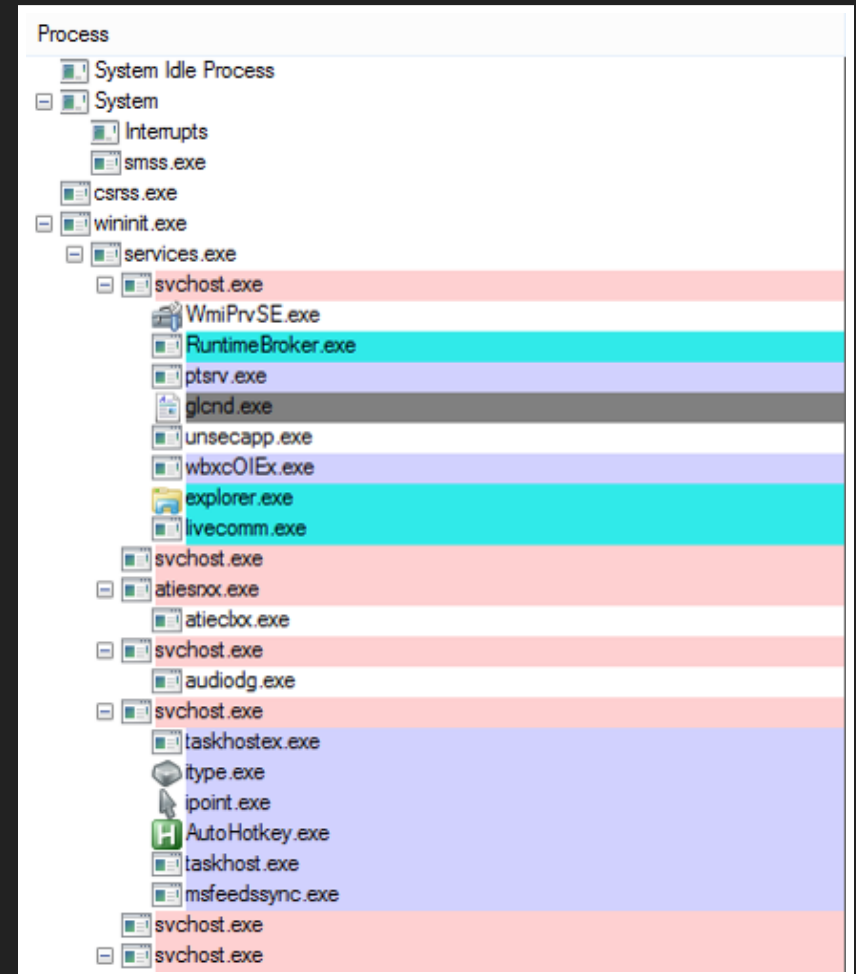 Process
System Idle Process
System
Interrupts
smss.exe
csrss.exe
wininit.exe
services.exe
svchost.exe
WmiPrvSE.exe
RuntimeBroker.exe
ptsrv.exe
glcnd.exe
unsecapp.exe
wbxcOIEx.exe
explorer.exe
livecomm.exe
svchost.exe
atiesrxx.exe
atieclxx.exe
svchost.exe
audiodg.exe
svchost.exe
taskhostex.exe
itype.exe
ipoint.exe
AutoHotkey.exe
taskhost.exe
msfeedssync.exe
svchost.exe
svchost.exe